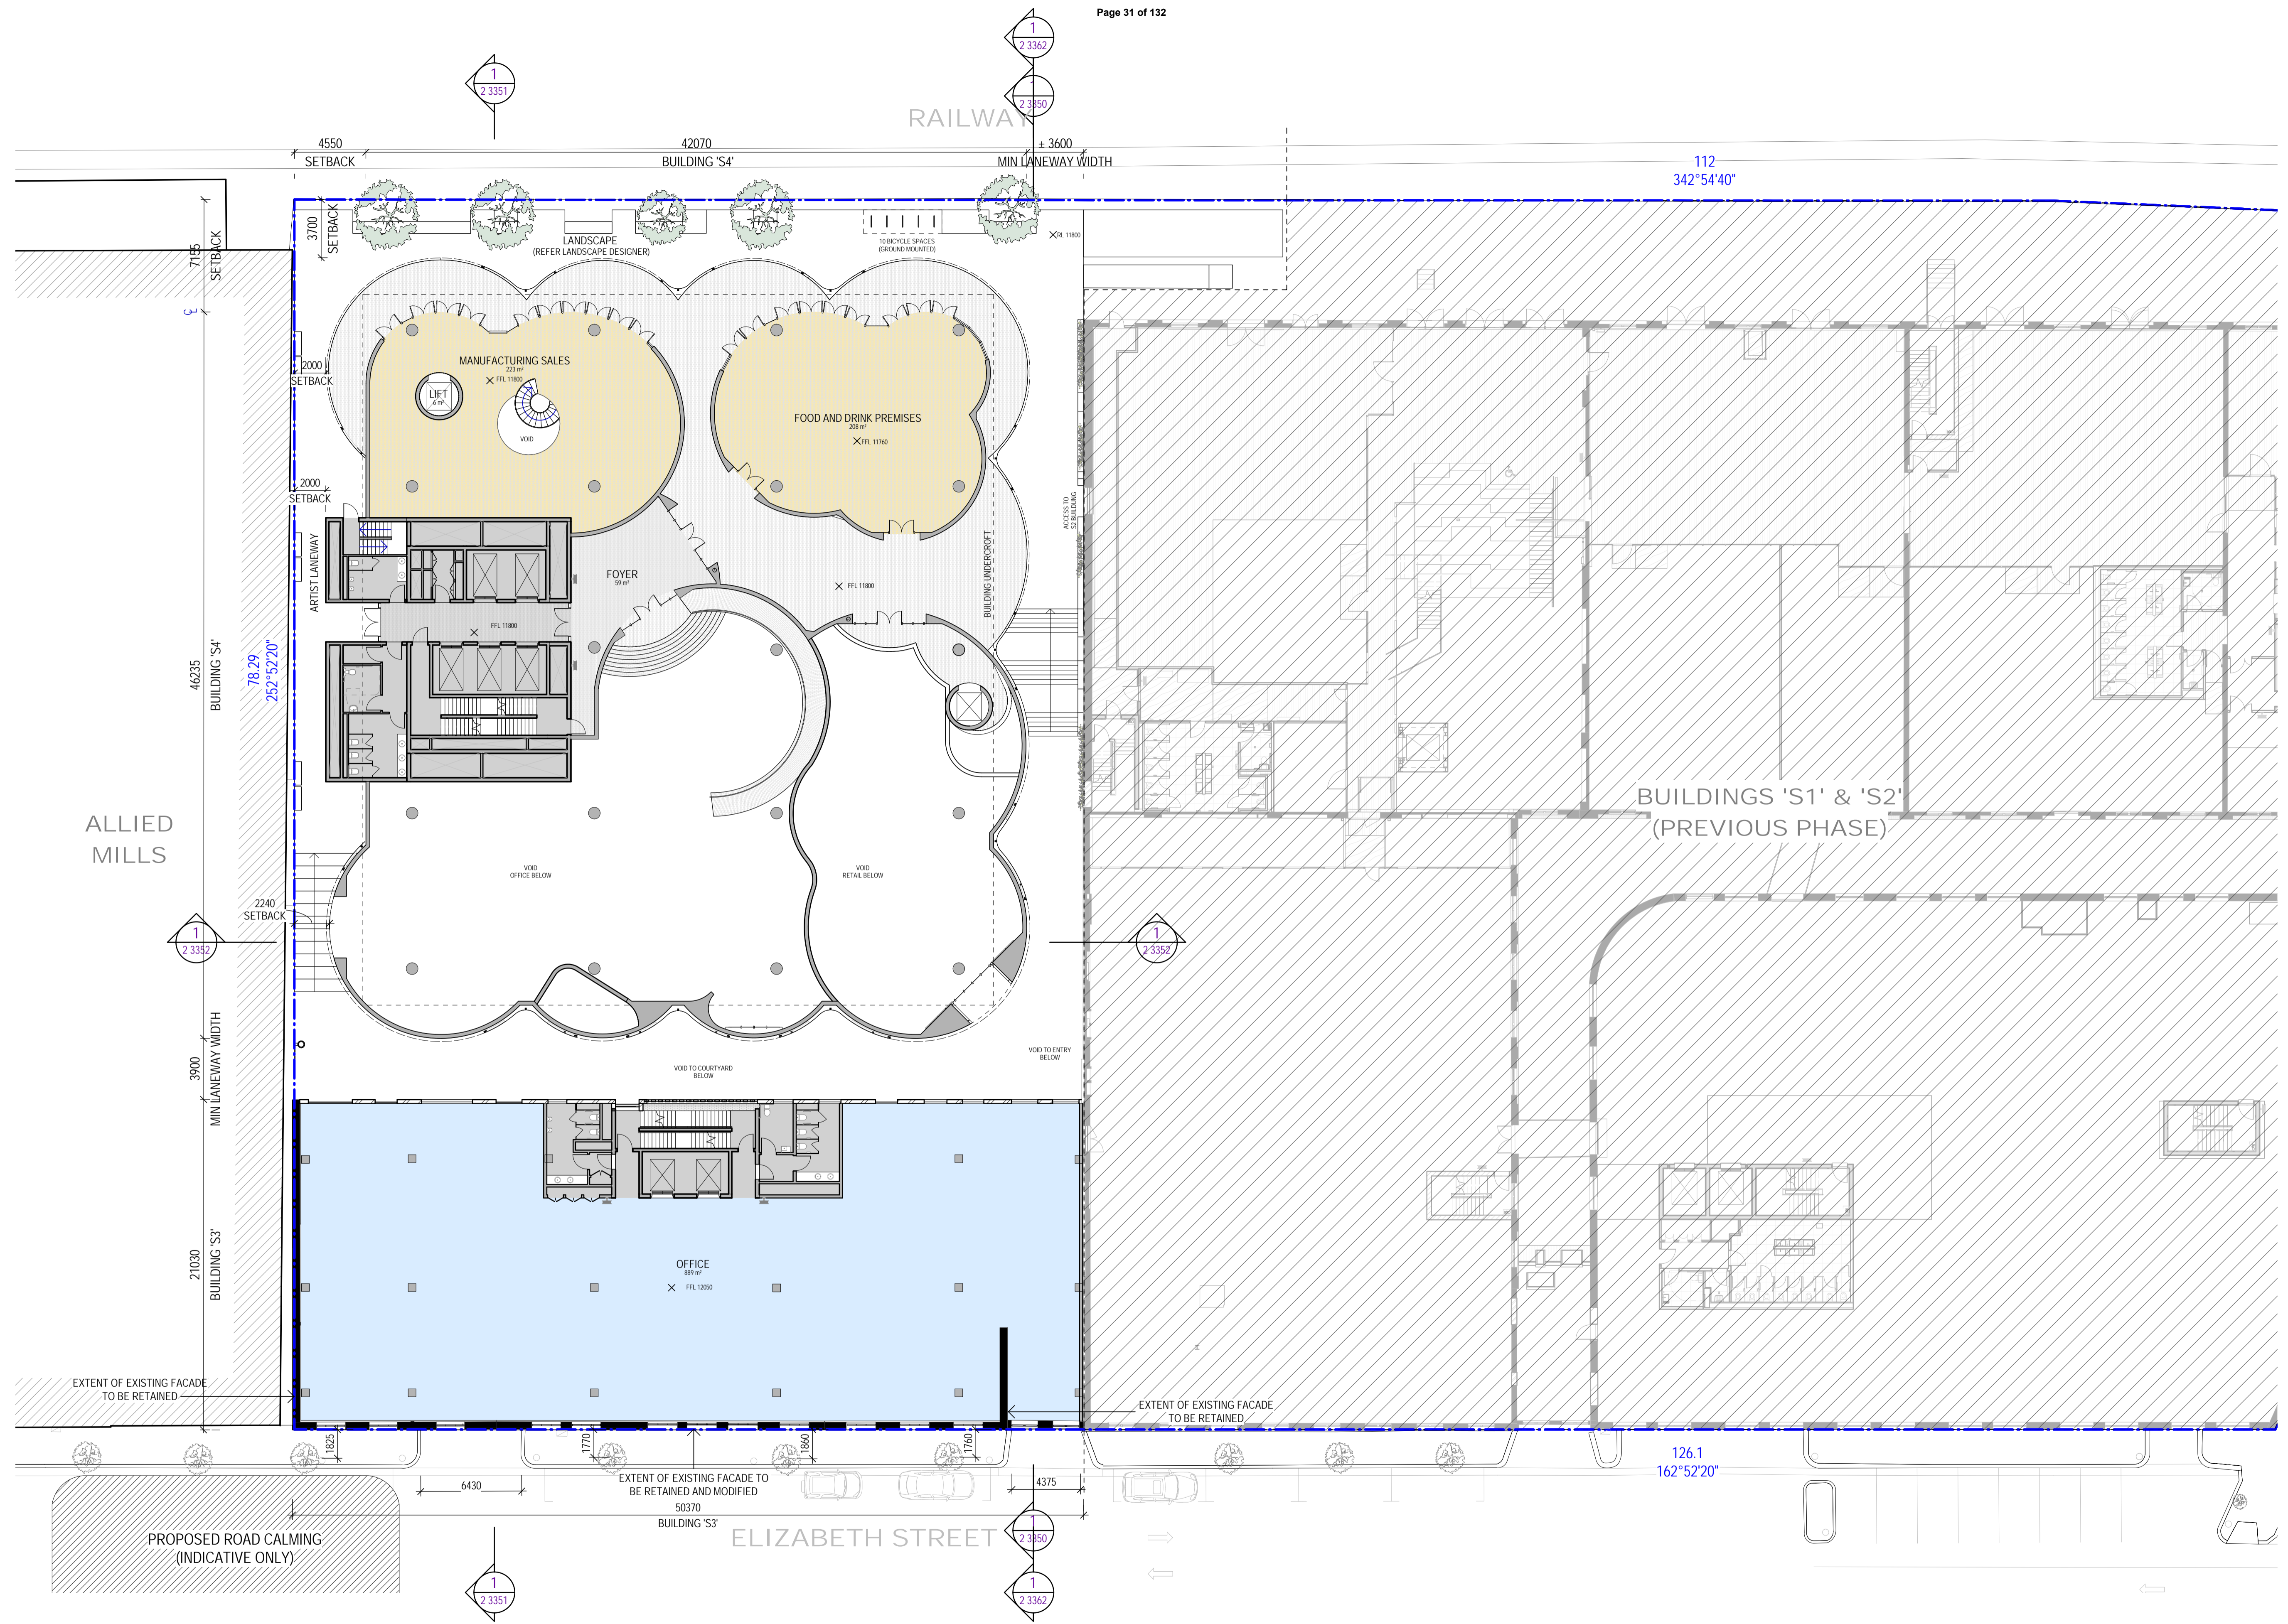 Page 31 of 132
1
2 3362
1
2 3351
1
2 3350
RAILWAY
4550
SETBACK
42070
BUILDING 'S4'
± 3600
MIN LANEWAY WIDTH
112
342°54'40"
3700
SETBACK
7155
SETBACK
LANDSCAPE
(REFER LANDSCAPE DESIGNER)
10 BICYCLE SPACES
(GROUND MOUNTED)
RL 11800
2000
SETBACK
MANUFACTURING SALES
223 m²
FFL 11800
LIFT
6 m²
VOID
FOOD AND DRINK PREMISES
208 m²
FFL 11760
2000
SETBACK
ARTIST LANEWAY
ACCESS TO
S2 BUILDING
BUILDING UNDERCROFT
FOYER
59 m²
FFL 11800
FFL 11800
46235
BUILDING 'S4'
78.29
252°52'20"
ALLIED
MILLS
BUILDINGS 'S1' & 'S2'
(PREVIOUS PHASE)
VOID
OFFICE BELOW
VOID
RETAIL BELOW
2240
SETBACK
1
2 3352
1
2 3352
3900
MIN LANEWAY WIDTH
VOID TO ENTRY
BELOW
VOID TO COURTYARD
BELOW
21030
BUILDING 'S3'
OFFICE
889 m²
FFL 12050
EXTENT OF EXISTING FACADE
TO BE RETAINED
EXTENT OF EXISTING FACADE
TO BE RETAINED
1825
1770
1860
1760
126.1
162°52'20"
6430
EXTENT OF EXISTING FACADE TO
BE RETAINED AND MODIFIED
4375
50370
BUILDING 'S3'
ELIZABETH STREET
PROPOSED ROAD CALMING
(INDICATIVE ONLY)
1
2 3350
1
2 3351
1
2 3362